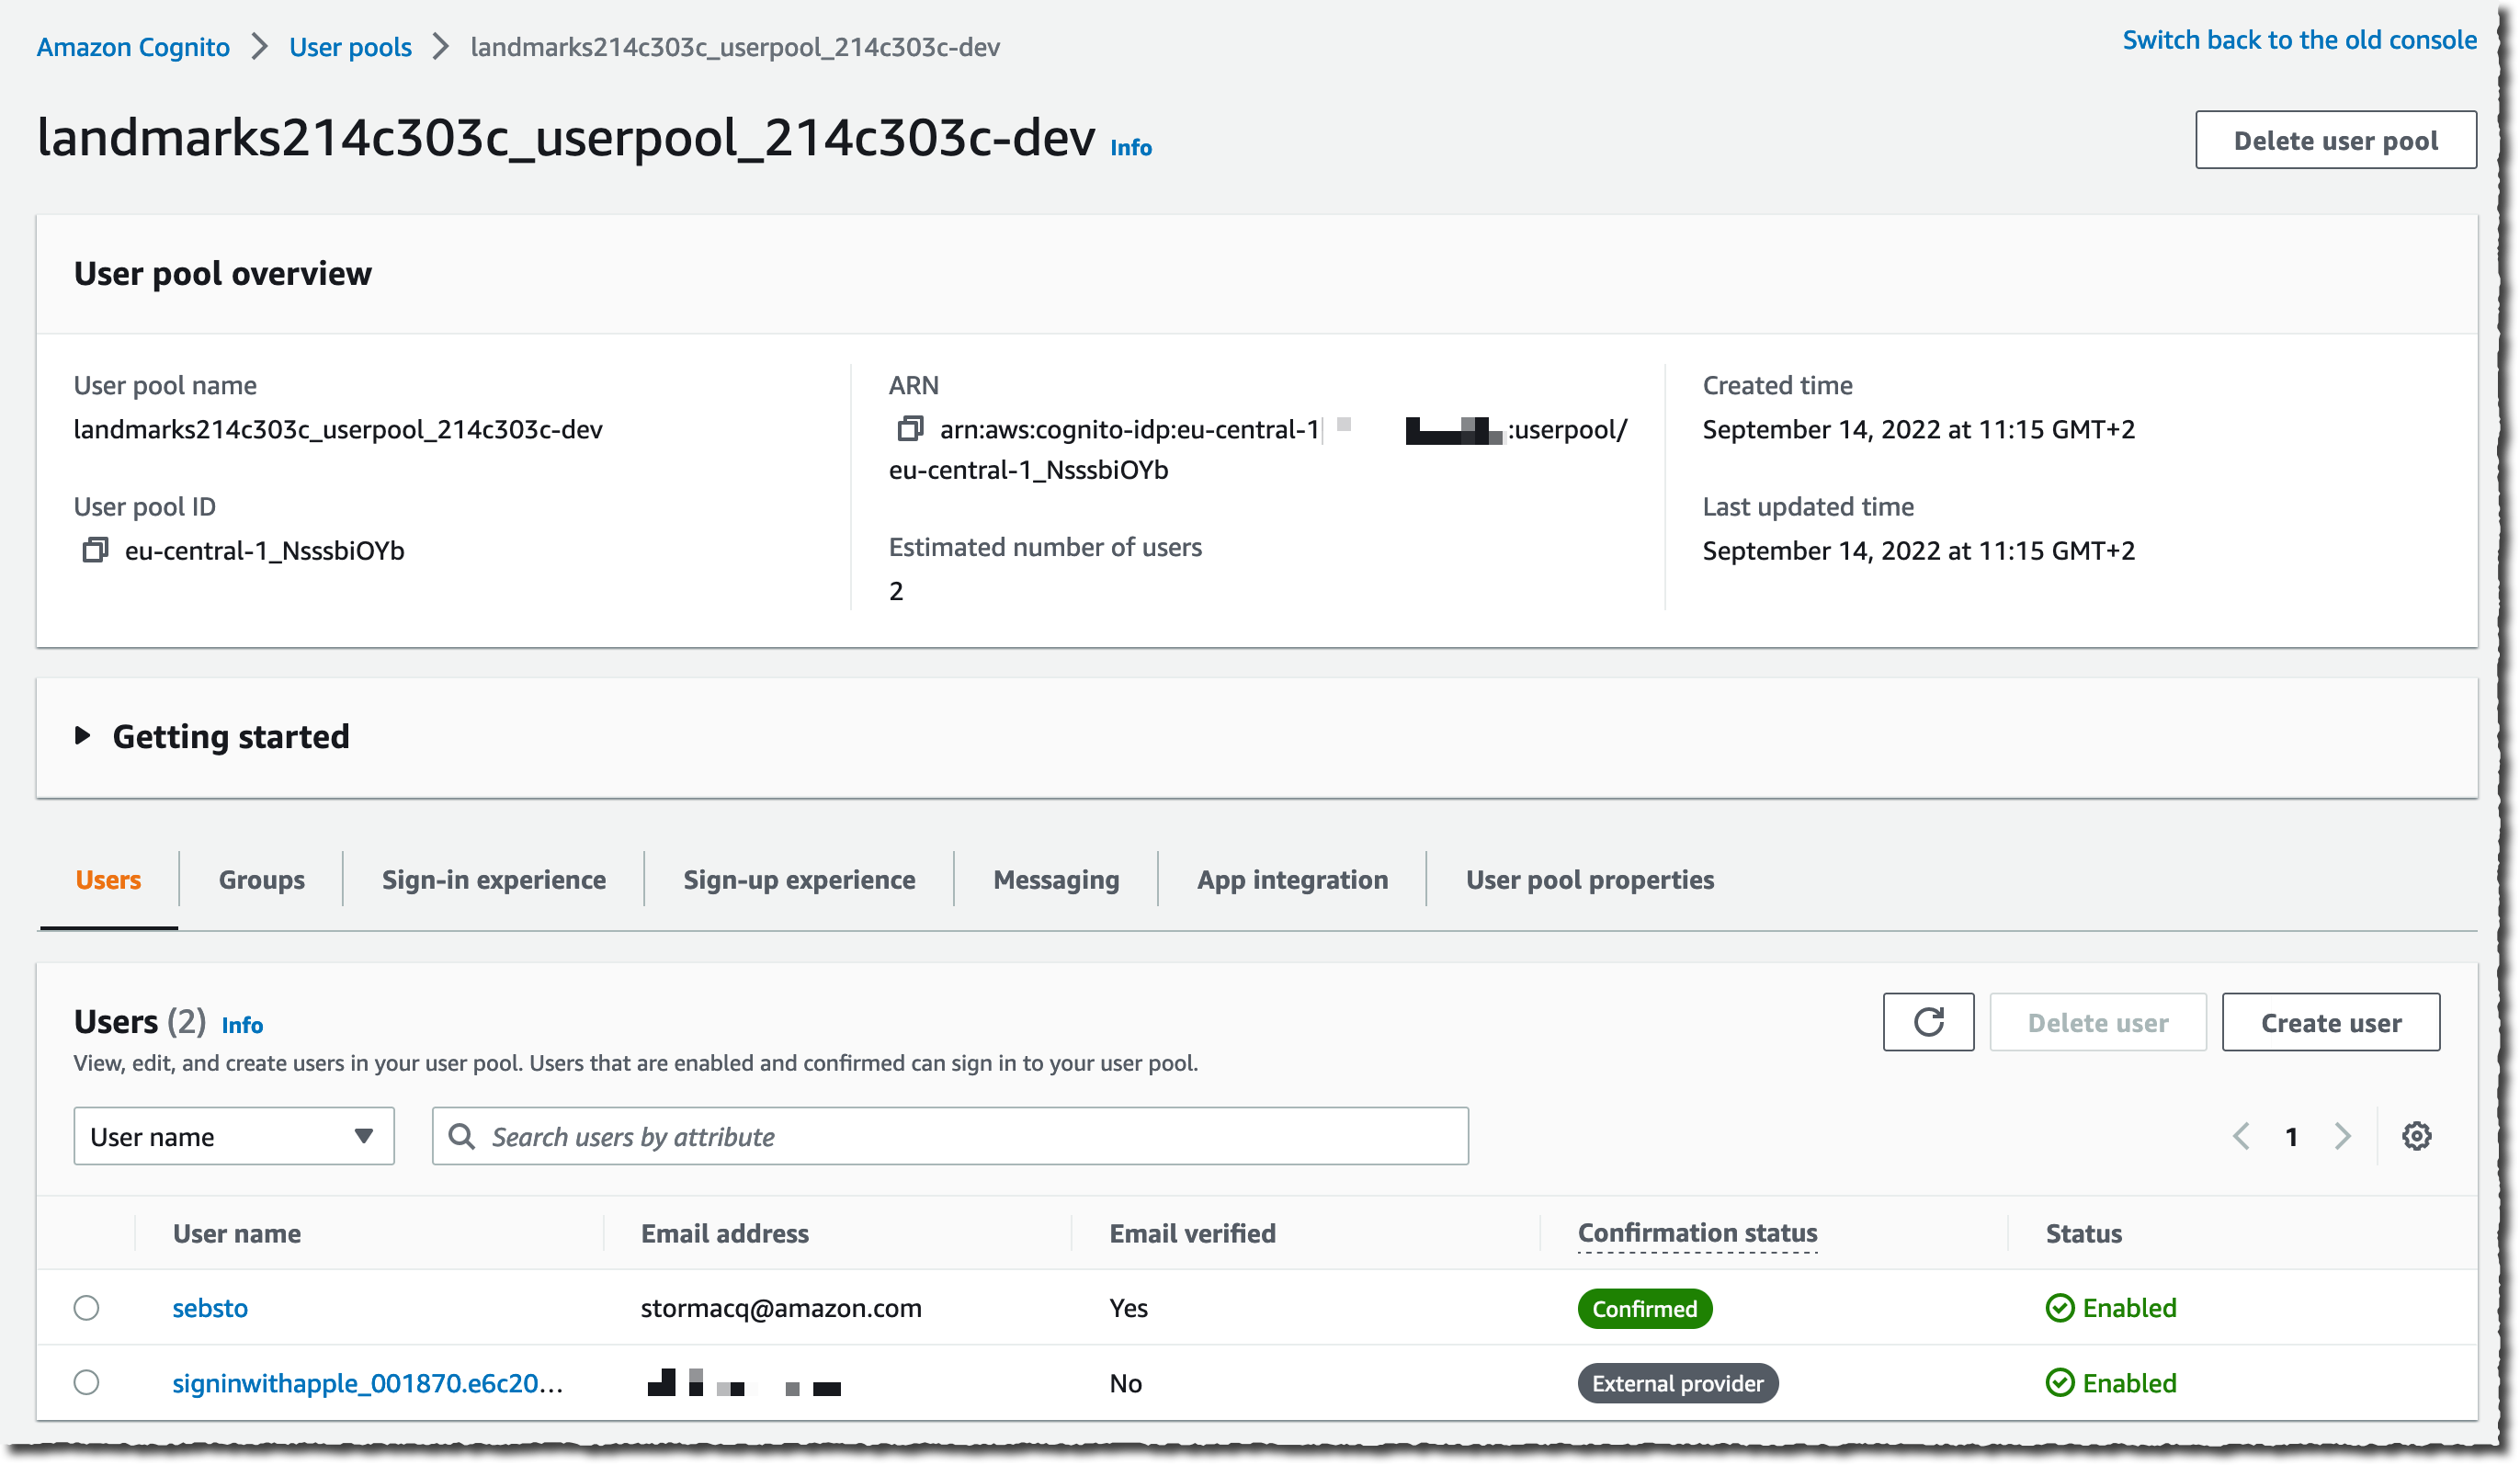 Amazon Cognito > User pools > landmarks214c303c_userpool_214c303c-dev
Switch back to the old console
landmarks214c303c_userpool_214c303c-dev Info
Delete user pool
User pool overview
User pool name
landmarks214c303c_userpool_214c303c-dev
User pool ID
eu-central-1_NsssbiOYb
ARN
arn:aws:cognito-idp:eu-central-1 :userpool/
eu-central-1_NsssbiOYb
Estimated number of users
2
Created time
September 14, 2022 at 11:15 GMT+2
Last updated time
September 14, 2022 at 11:15 GMT+2
Getting started
Users Groups Sign-in experience Sign-up experience Messaging App integration User pool properties
Users (2) Info
Delete user
Create user
View, edit, and create users in your user pool. Users that are enabled and confirmed can sign in to your user pool.
User name
Search users by attribute
1
User name Email address Email verified Confirmation status Status
sebsto stormacq@amazon.com Yes Confirmed Enabled
signinwithapple_001870.e6c20... No External provider Enabled